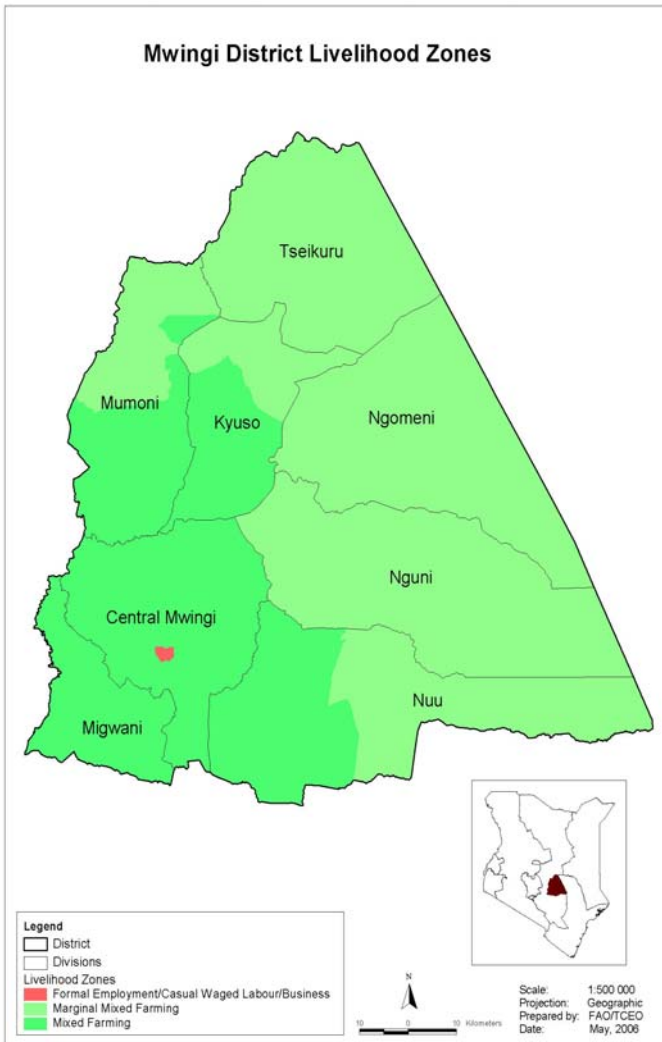 Mwingi District Livelihood Zones
Tseikuru
Mumoni
Kyuso
Ngomeni
Nguni
Central Mwingi
Nuu
Migwani
Legend
District
Divisions
Livelihood Zones
Formal Employment/Casual Waged Labour/Business
Marginal Mixed Farming
Mixed Farming
N
10 0 10 Kilometers
Scale: 1:500 000
Projection: Geographic
Prepared by: FAO/TCEO
Date: May, 2006